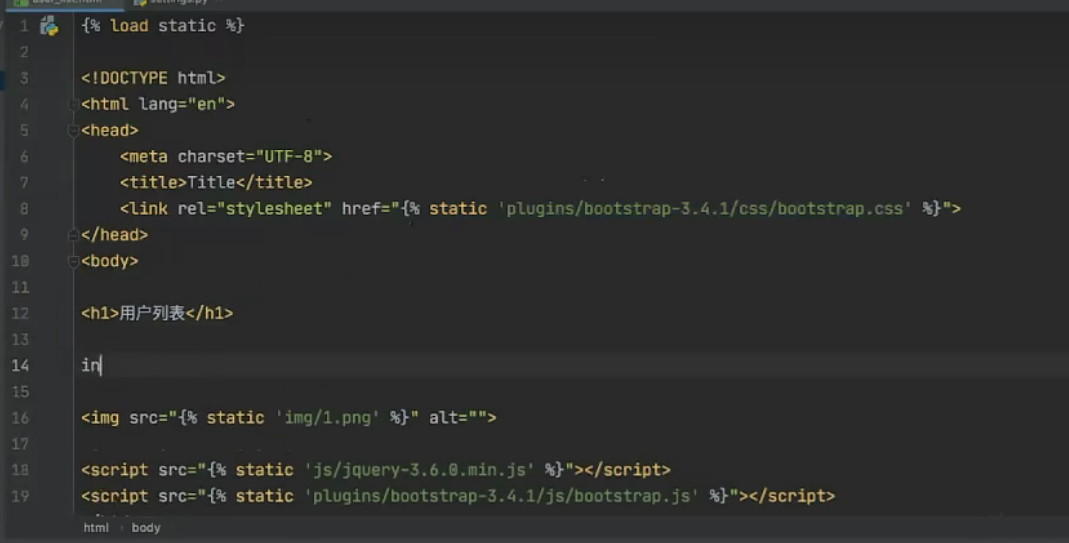 1 {% load static %}
2
3 <!DOCTYPE html>
4 <html lang="en">
5 <head>
6     <meta charset="UTF-8">
7     <title>Title</title>
8     <link rel="stylesheet" href="{% static 'plugins/bootstrap-3.4.1/css/bootstrap.css' %}">
9 </head>
10 <body>
11
12 <h1>用户列表</h1>
13
14 in
15
16 <img src="{% static 'img/1.png' %}" alt="">
17
18 <script src="{% static 'js/jquery-3.6.0.min.js' %}"></script>
19 <script src="{% static 'plugins/bootstrap-3.4.1/js/bootstrap.js' %}"></script>
html › body